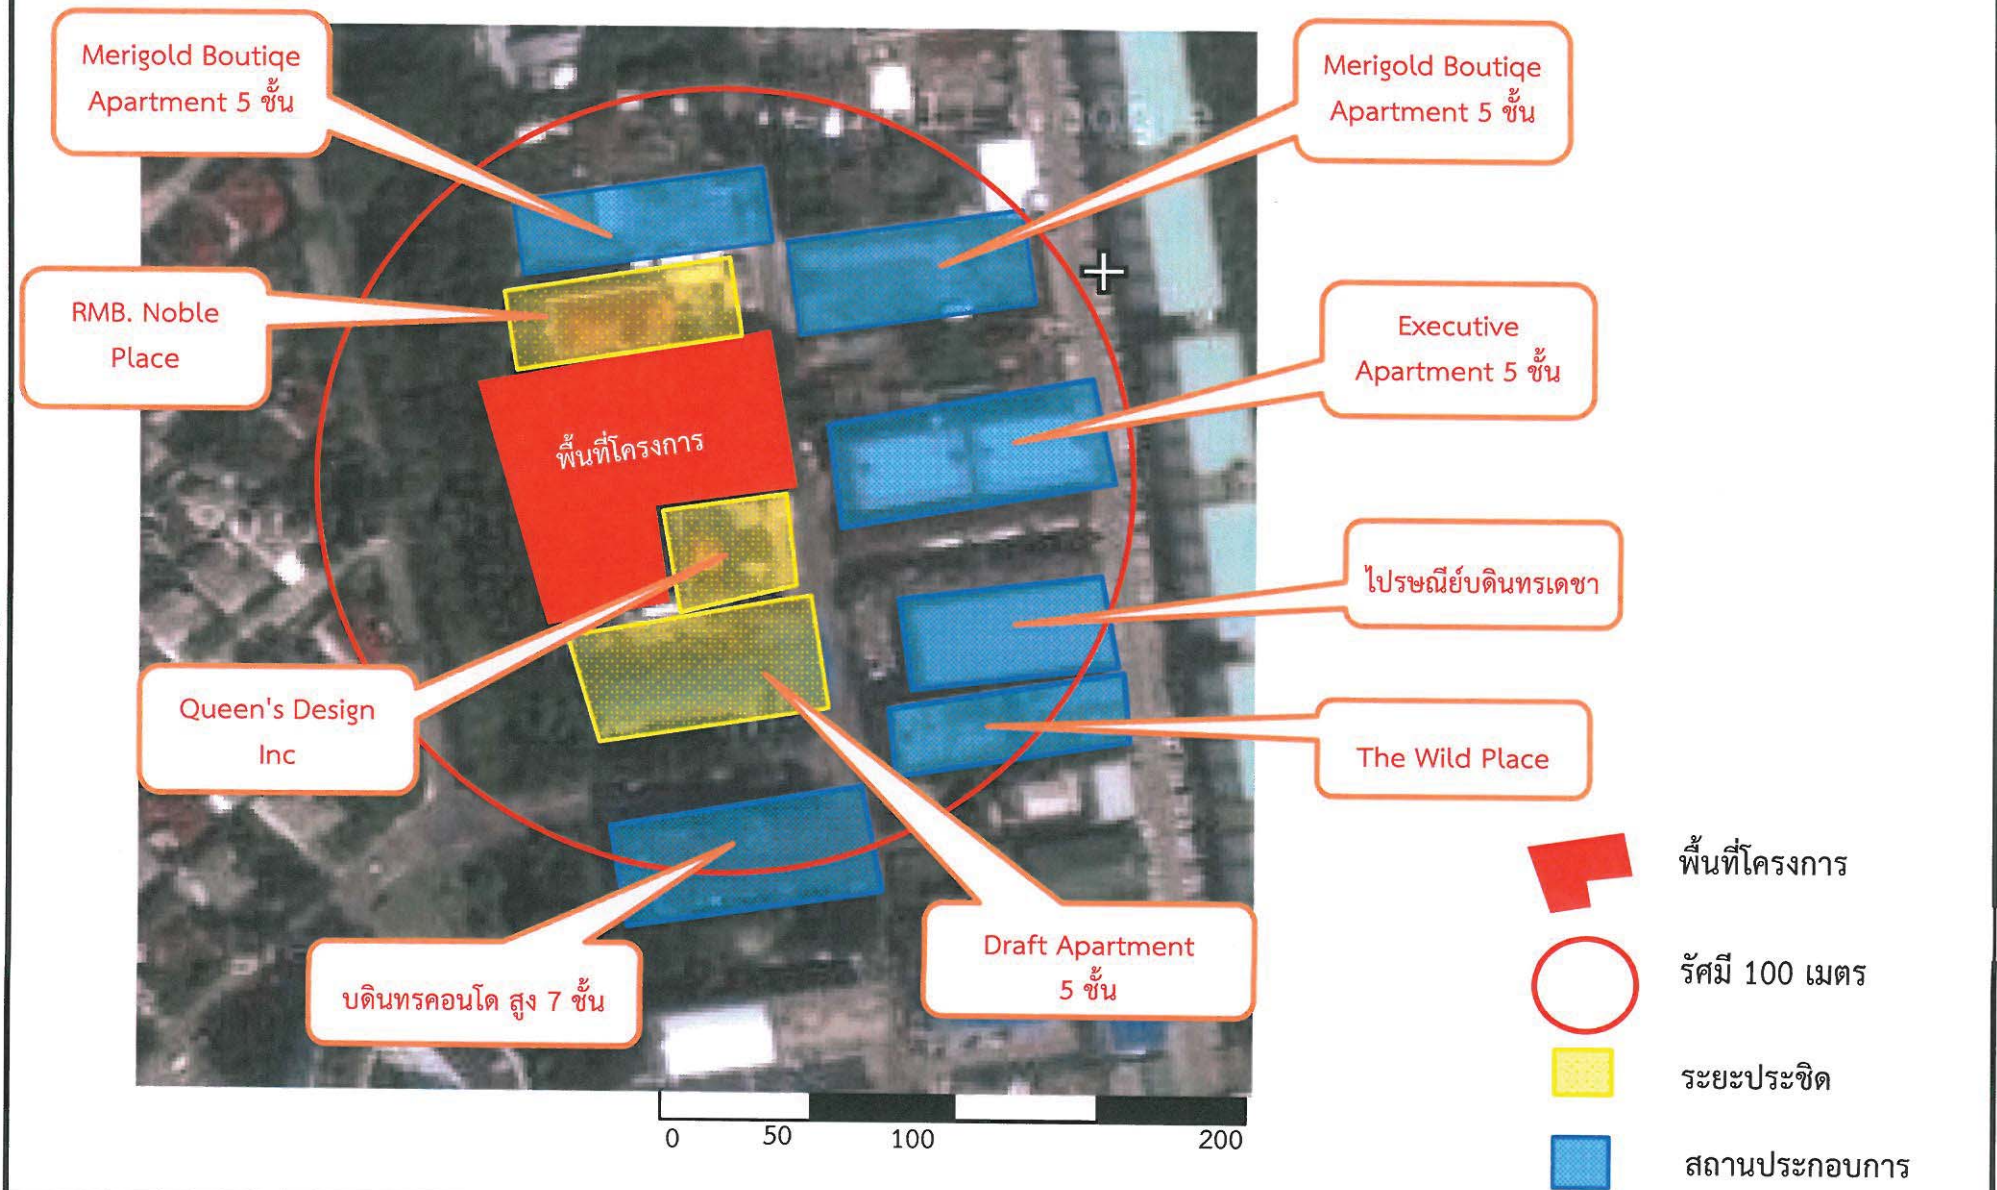 Merigold Boutiqe
Apartment 5 ชั้น
Merigold Boutiqe
Apartment 5 ชั้น
RMB. Noble
Place
Executive
Apartment 5 ชั้น
พื้นที่โครงการ
ไปรษณีย์บดินทรเดชา
Queen's Design
Inc
The Wild Place
Draft Apartment
5 ชั้น
บดินทรคอนโด สูง 7 ชั้น
พื้นที่โครงการ
รัศมี 100 เมตร
ระยะประชิด
สถานประกอบการ
0 50 100 200